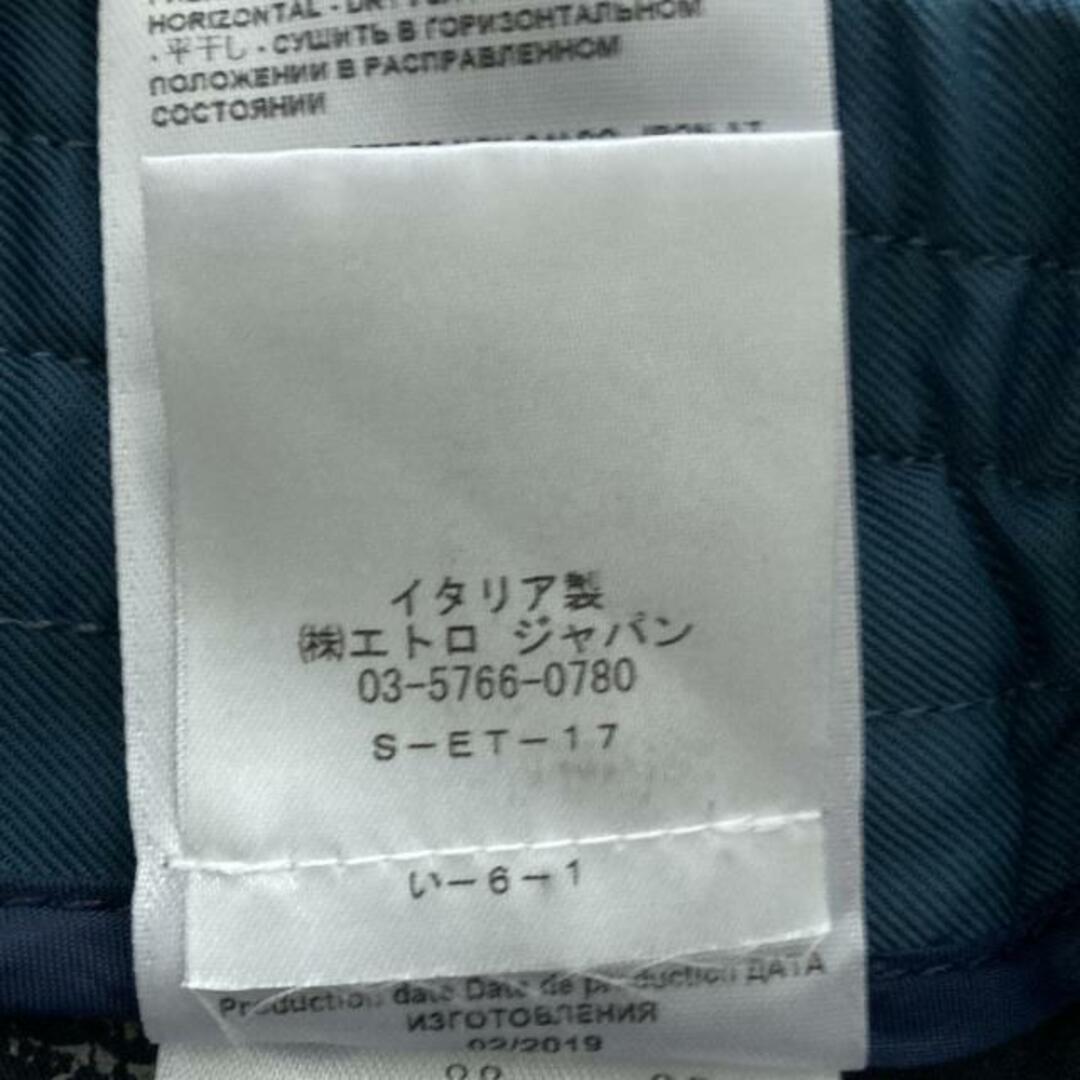 HORIZONTAL - DRY
. 平干し - СУШИТЬ В ГОРИЗОНТАЛЬНОМ
ПОЛОЖЕНИИ В РАСПРАВЛЕННОМ
СОСТОЯНИИ
イタリア製
㈱エトロ ジャパン
03-5766-0780
S-ET-17
い-6-1
Production date Date de production ДАТА
ИЗГОТОВЛЕНИЯ
02/2019